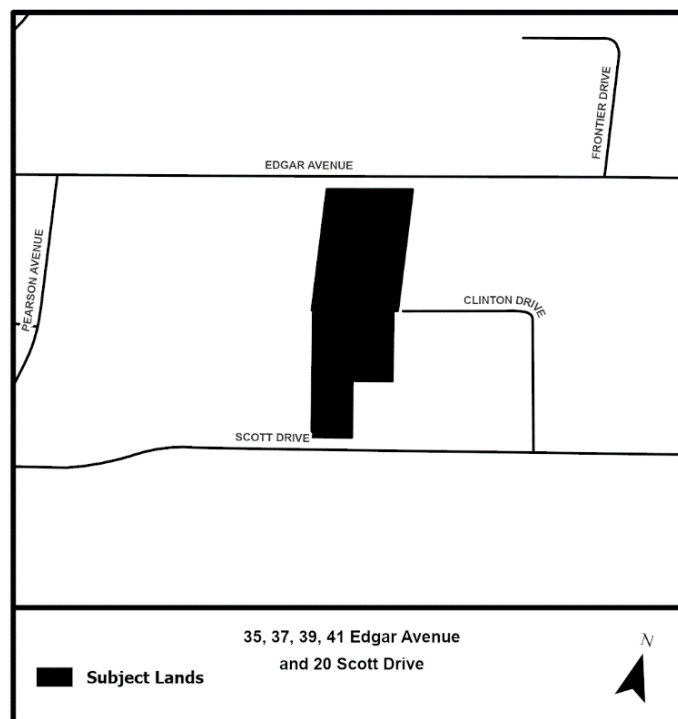 FRONTIER DRIVE
EDGAR AVENUE
PEARSON AVENUE
CLINTON DRIVE
SCOTT DRIVE
35, 37, 39, 41 Edgar Avenue
and 20 Scott Drive
Subject Lands
N